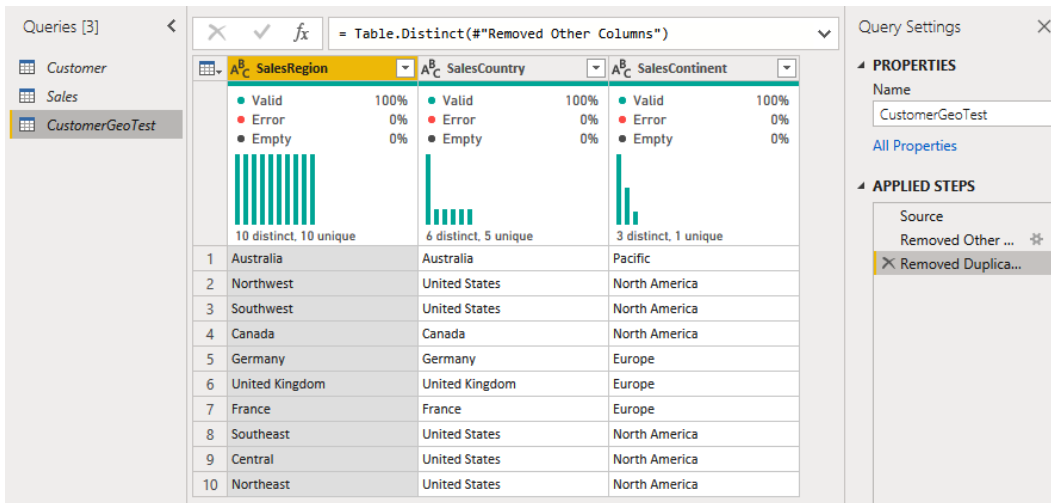 Queries [3]
Customer
Sales
CustomerGeoTest
fx = Table.Distinct(#"Removed Other Columns")
ABC SalesRegion ABC SalesCountry ABC SalesContinent
Valid 100% Valid 100% Valid 100%
Error 0% Error 0% Error 0%
Empty 0% Empty 0% Empty 0%
10 distinct, 10 unique 6 distinct, 5 unique 3 distinct, 1 unique
1 Australia Australia Pacific
2 Northwest United States North America
3 Southwest United States North America
4 Canada Canada North America
5 Germany Germany Europe
6 United Kingdom United Kingdom Europe
7 France France Europe
8 Southeast United States North America
9 Central United States North America
10 Northeast United States North America
Query Settings
PROPERTIES
Name
CustomerGeoTest
All Properties
APPLIED STEPS
Source
Removed Other ...
Removed Duplica...